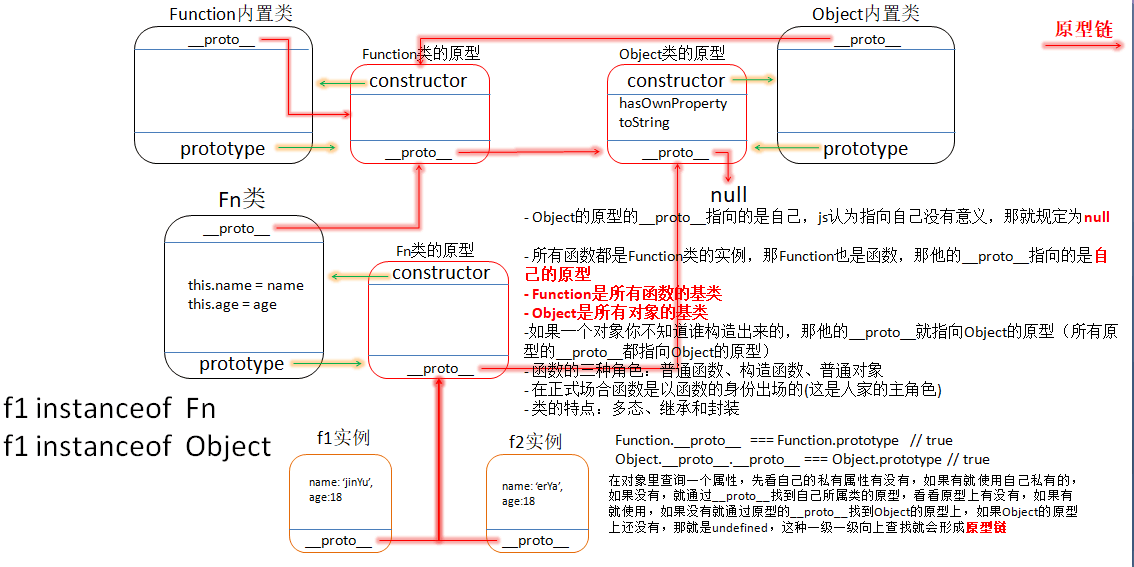 Function内置类
Object内置类
原型链
__proto__
__proto__
Function类的原型
Object类的原型
constructor
constructor
hasOwnProperty
toString
prototype
__proto__
__proto__
prototype
null
Fn类
__proto__
this.name = name
this.age = age
prototype
Fn类的原型
constructor
__proto__
- Object的原型的__proto__指向的是自己，js认为指向自己没有意义，那就规定为null
- 所有函数都是Function类的实例，那Function也是函数，那他的__proto__指向的是自
己的原型
- Function是所有函数的基类
- Object是所有对象的基类
-如果一个对象你不知道谁构造出来的，那他的__proto__就指向Object的原型（所有原
型的__proto__都指向Object的原型）
- 函数的三种角色：普通函数、构造函数、普通对象
- 在正式场合函数是以函数的身份出场的(这是人家的主角色)
- 类的特点：多态、继承和封装
f1 instanceof Fn
f1 instanceof Object
f1实例
name: ‘jinYu’,
age:18
__proto__
f2实例
name: ‘erYa’,
age:18
__proto__
Function.__proto__ === Function.prototype // true
Object.__proto__.__proto__ === Object.prototype // true
在对象里查询一个属性，先看自己的私有属性有没有，如果有就使用自己私有的，
如果没有，就通过__proto__找到自己所属类的原型，看看原型上有没有，如果有
就使用，如果没有就通过原型的__proto__找到Object的原型上，如果Object的原型
上还没有，那就是undefined，这种一级一级向上查找就会形成原型链